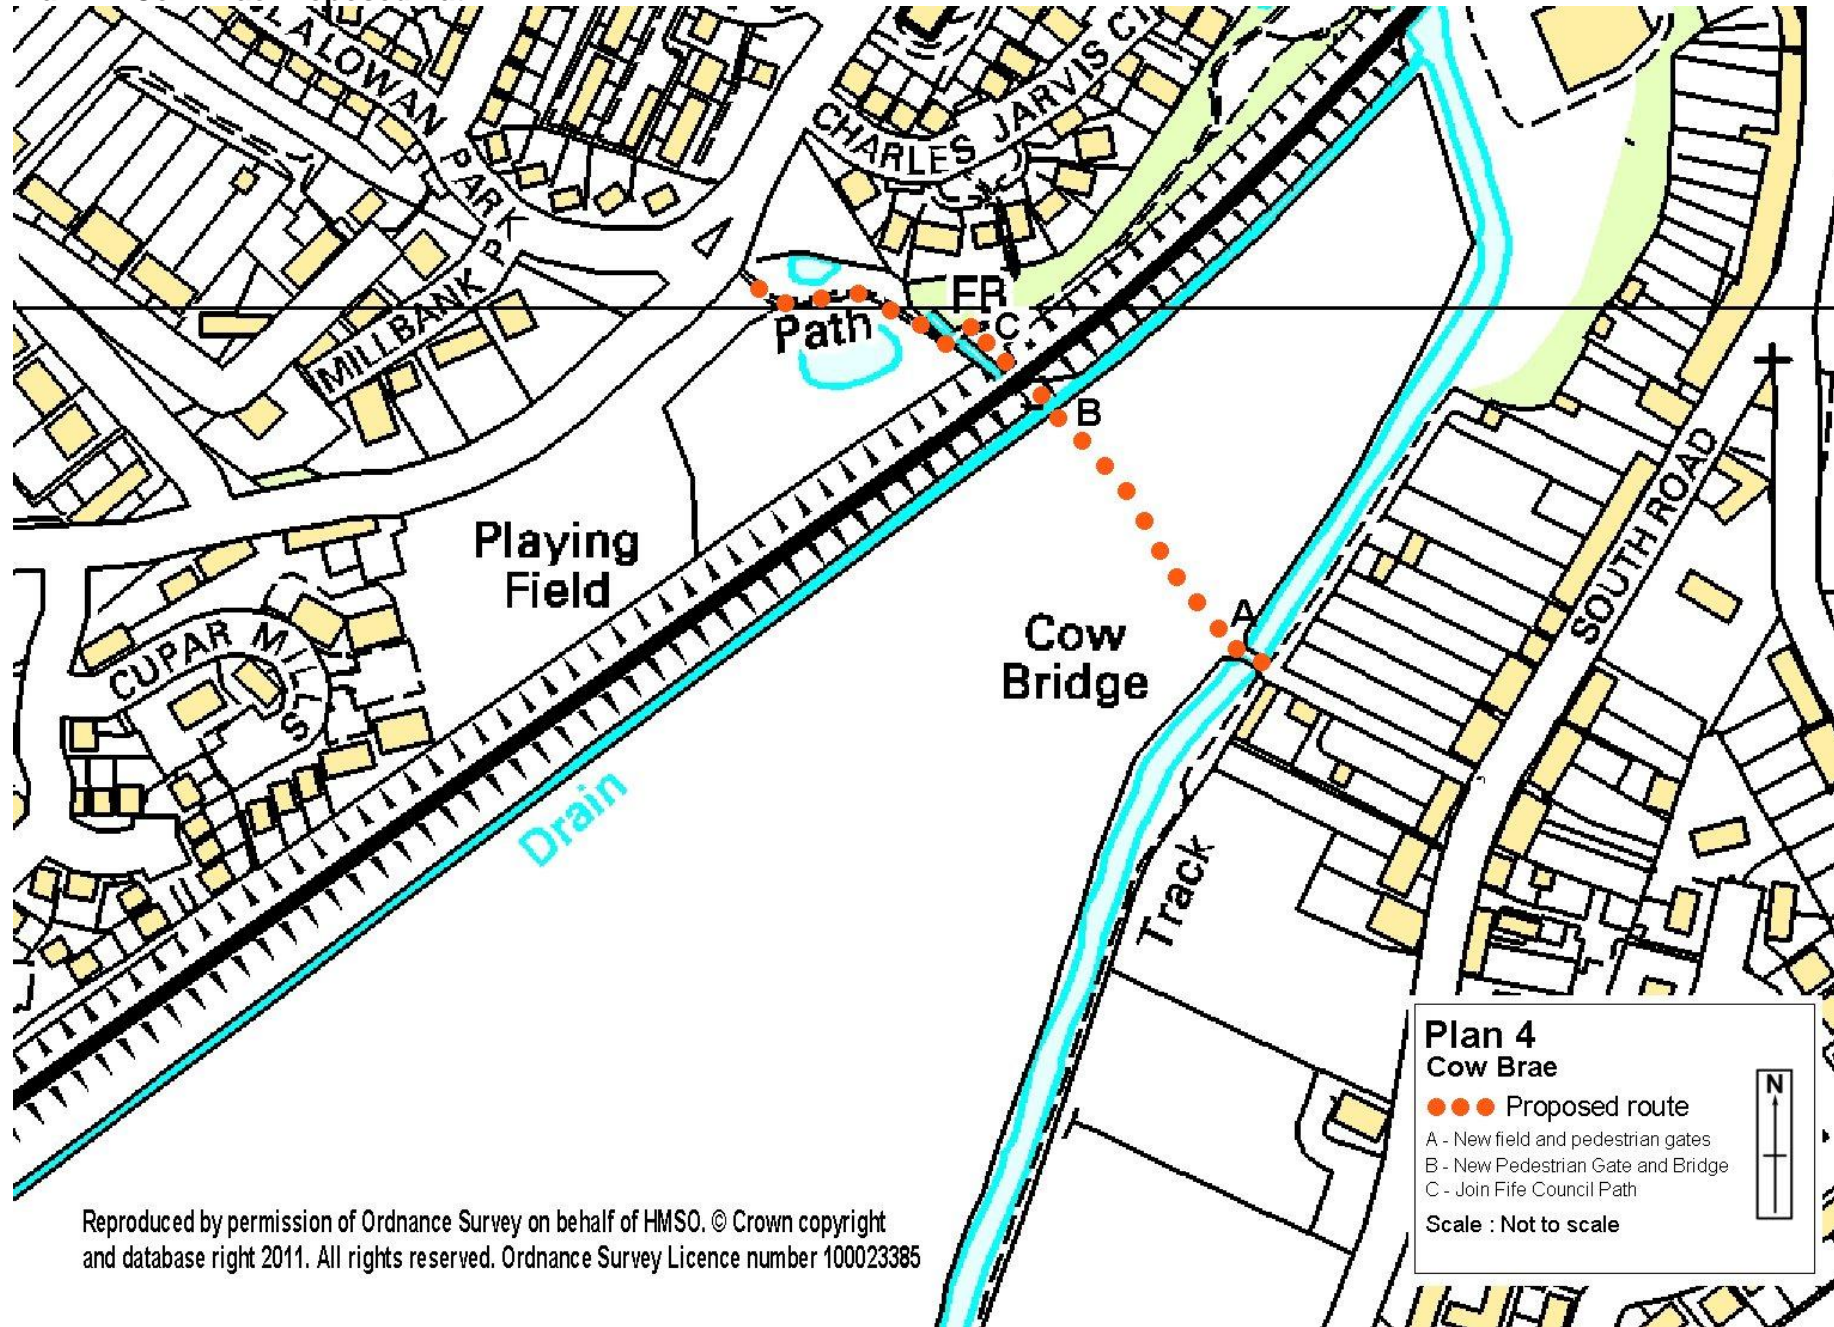 ALOWAN
PARK
CHARLES JARVIS
MILLBANK
FB
C
Path
B
Playing
Field
SOUTH ROAD
A
Cow
Bridge
CUPAR MILLS
Drain
Track
Plan 4
Cow Brae
Proposed route
A - New field and pedestrian gates
B - New Pedestrian Gate and Bridge
C - Join Fife Council Path
Scale : Not to scale
N
Reproduced by permission of Ordnance Survey on behalf of HMSO. © Crown copyright
and database right 2011. All rights reserved. Ordnance Survey Licence number 100023385